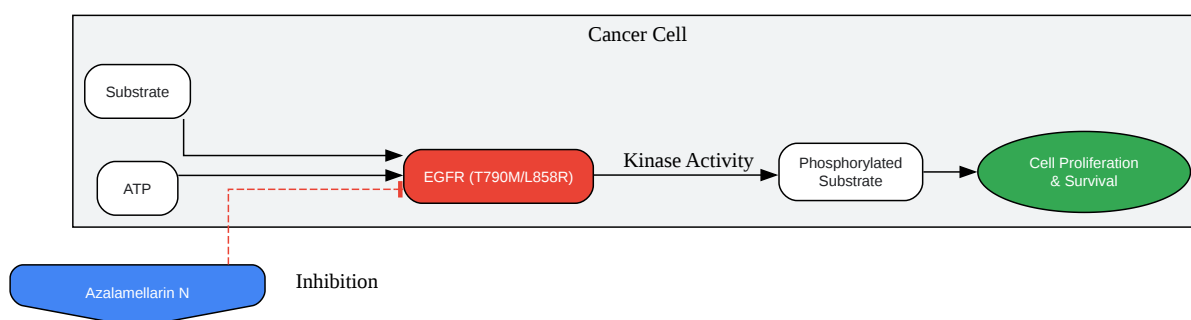 Cancer Cell
Substrate
ATP
EGFR (T790M/L858R)
Kinase Activity
Phosphorylated
Substrate
Cell Proliferation
& Survival
Azalamellarin N
Inhibition